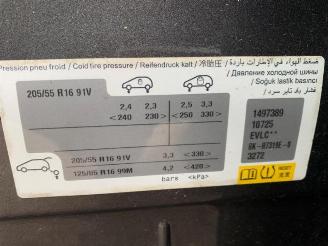 Pression pneu froid / Cold tire pressure / Reifendruck kalt / 冷胎压 / ضغط الهواء في الإطارات باردة
/ Давление холодной шины
/ Soğuk lastik basıncı
205/55 R16 91V
2,4 2,3 2,5 3,3
<240 230> <250 330>
205/55 R16 91V 3,3 <330>
125/85 R16 99M 4,2 <420>
bars <kPa>
1497389
16725
EVLC**
3272
RESET